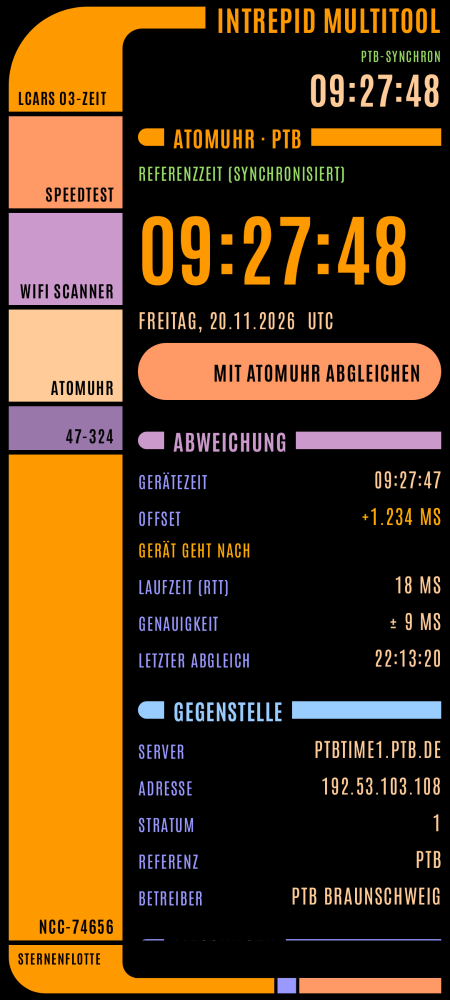 INTREPID MULTITOOL
PTB-SYNCHRON
09:27:48
LCARS 03-ZEIT
SPEEDTEST
WIFI SCANNER
ATOMUHR
47-324
NCC-74656
STERNENFLOTTE
ATOMUHR · PTB
REFERENZZEIT (SYNCHRONISIERT)
09:27:48
FREITAG, 20.11.2026 UTC
MIT ATOMUHR ABGLEICHEN
ABWEICHUNG
GERÄTEZEIT 09:27:47
OFFSET +1.234 MS
GERÄT GEHT NACH
LAUFZEIT (RTT) 18 MS
GENAUIGKEIT ± 9 MS
LETZTER ABGLEICH 22:13:20
GEGENSTELLE
SERVER PTBTIME1.PTB.DE
ADRESSE 192.53.103.108
STRATUM 1
REFERENZ PTB
BETREIBER PTB BRAUNSCHWEIG